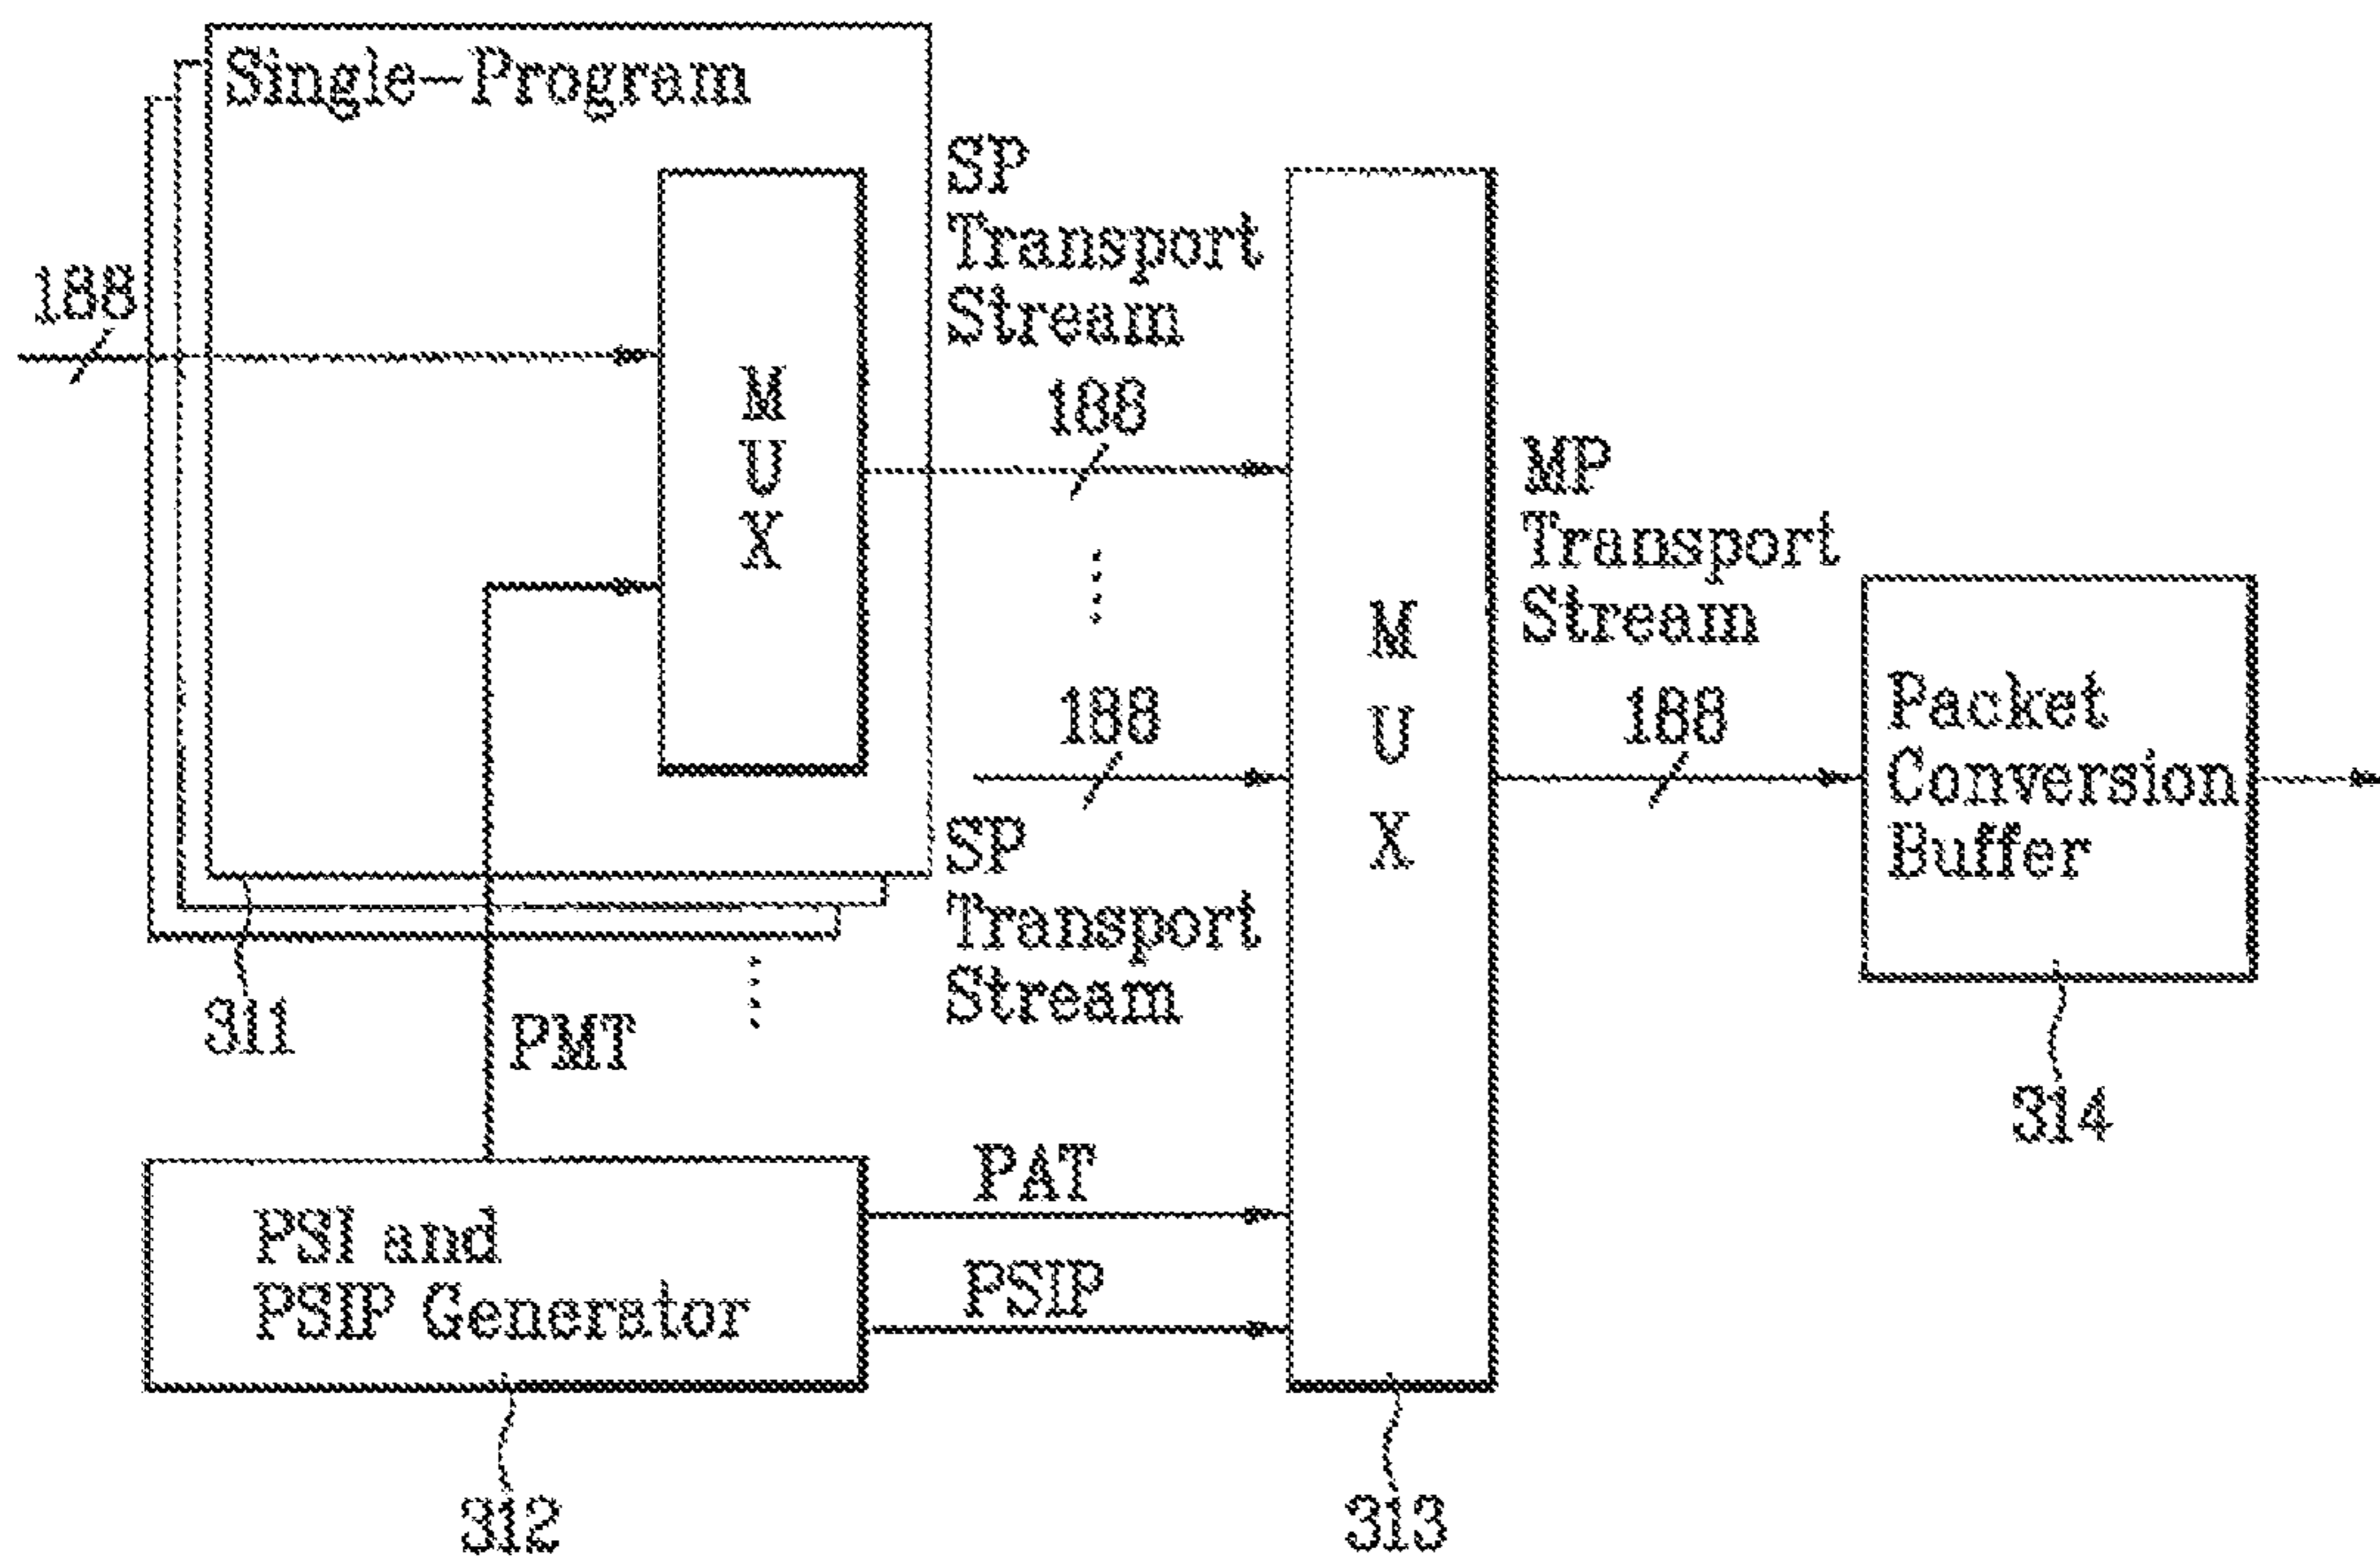 Single-Program
188
M
U
X
SP
Transport
Stream
188
188
SP
Transport
Stream
M
U
X
MP
Transport
Stream
188
Packet
Conversion
Buffer
311
PMT
314
PSI and
PSIP Generator
PAT
PSIP
312
313